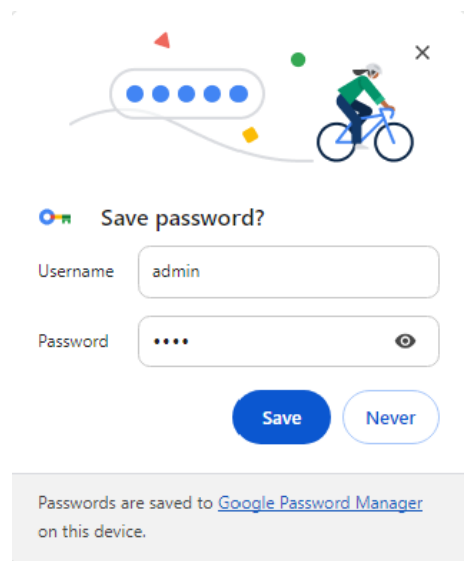 Save password?
Username
admin
Password
••••
Save
Never
Passwords are saved to Google Password Manager
on this device.